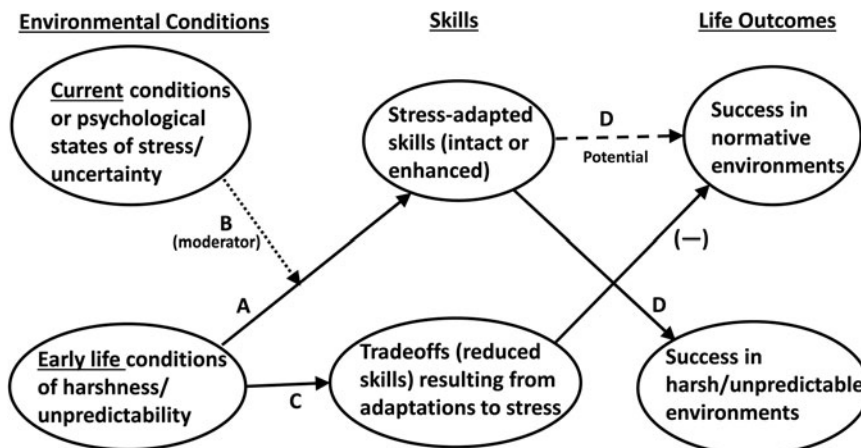 Environmental Conditions
Skills
Life Outcomes
Current conditions
or psychological
states of stress/
uncertainty
Stress-adapted
skills (intact or
enhanced)
D
Potential
Success in
normative
environments
B
(moderator)
(—)
A
D
Early life conditions
of harshness/
unpredictability
C
Tradeoffs (reduced
skills) resulting from
adaptations to stress
Success in
harsh/unpredictable
environments